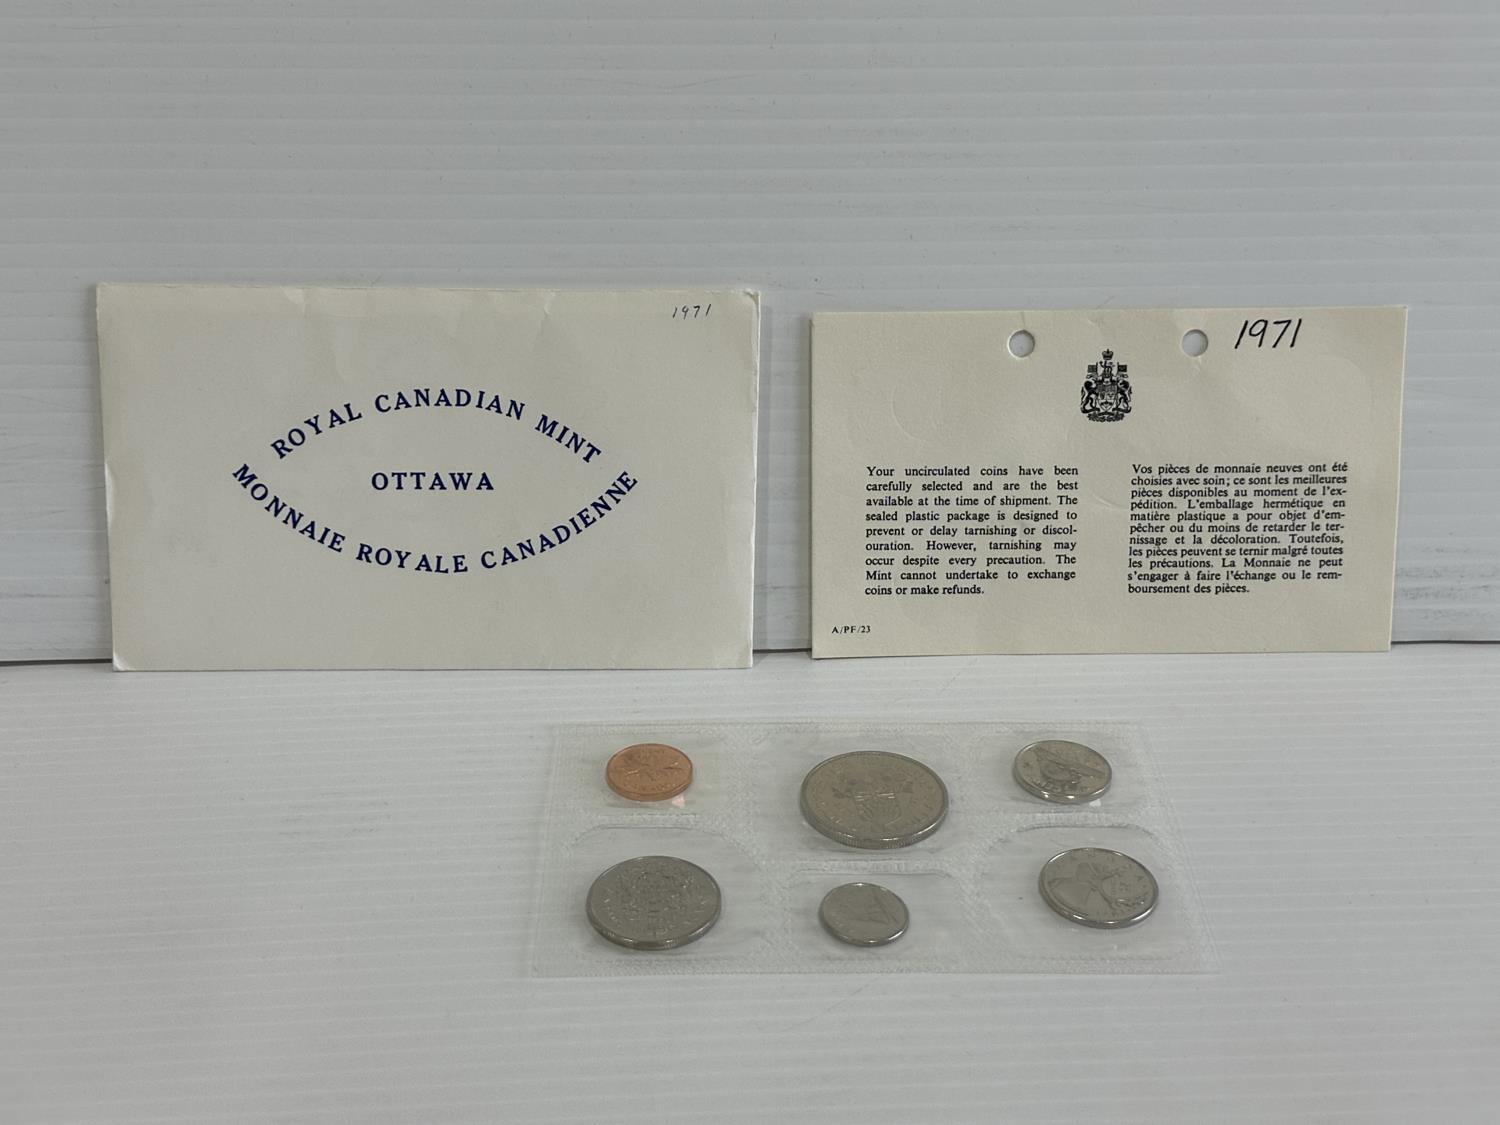 1971
ROYAL CANADIAN MINT
OTTAWA
MONNAIE ROYALE CANADIENNE
1971
Your uncirculated coins have been
carefully selected and are the best
available at the time of shipment. The
sealed plastic package is designed to
prevent or delay tarnishing or discol-
ouration. However, tarnishing may
occur despite every precaution. The
Mint cannot undertake to exchange
coins or make refunds.
Vos pièces de monnaie neuves ont été
choisies avec soin; ce sont les meilleures
pièces disponibles au moment de l'ex-
pédition. L'emballage hermétique en
matière plastique a pour objet d'em-
pêcher ou du moins de retarder le ter-
nissage et la décoloration. Toutefois,
les pièces peuvent se ternir malgré toutes
les précautions. La Monnaie ne peut
s'engager à faire l'échange ou le rem-
boursement des pièces.
A/PF/23
CANADA